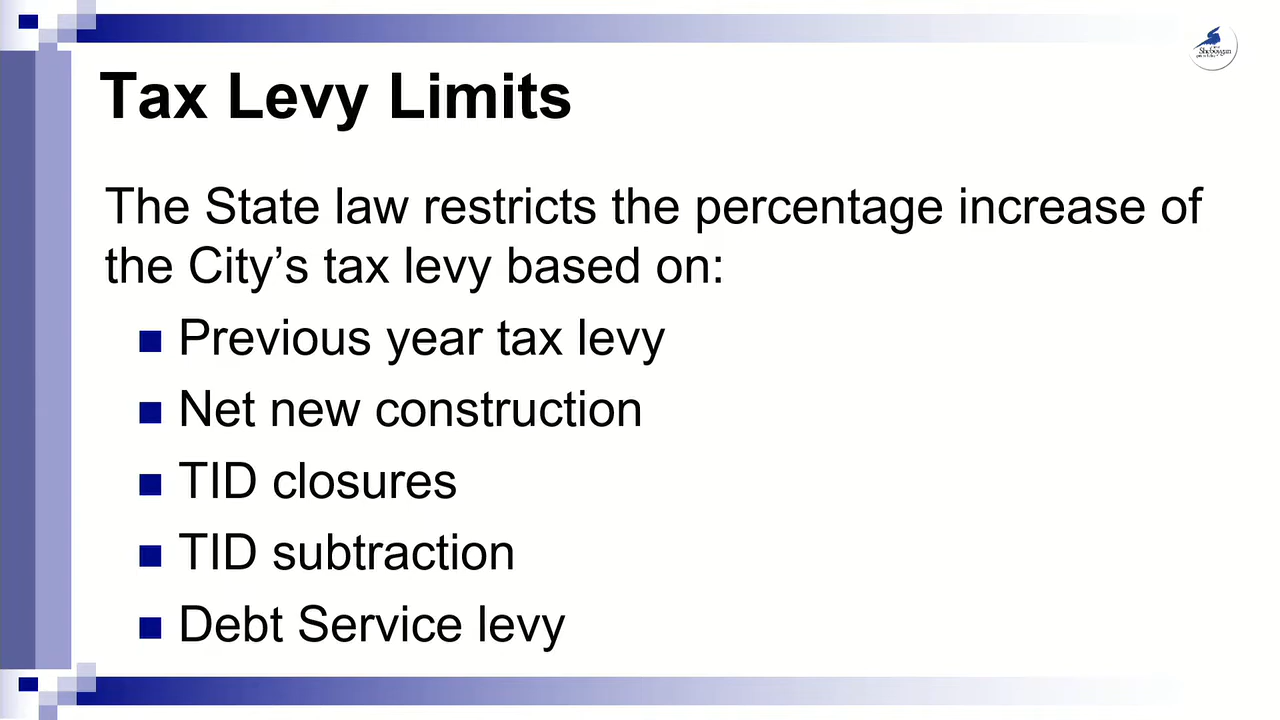 Sheboygan
Tax Levy Limits
The State law restricts the percentage increase of
the City’s tax levy based on:
Previous year tax levy
Net new construction
TID closures
TID subtraction
Debt Service levy